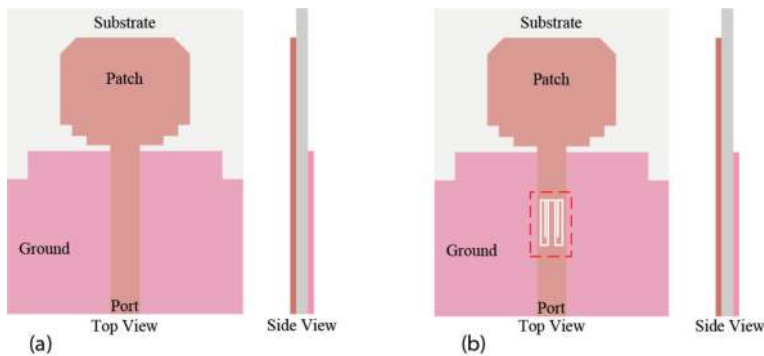 Substrate
Patch
Ground
Port
Top View
Side View
(a)
Substrate
Patch
Ground
Port
Top View
Side View
(b)